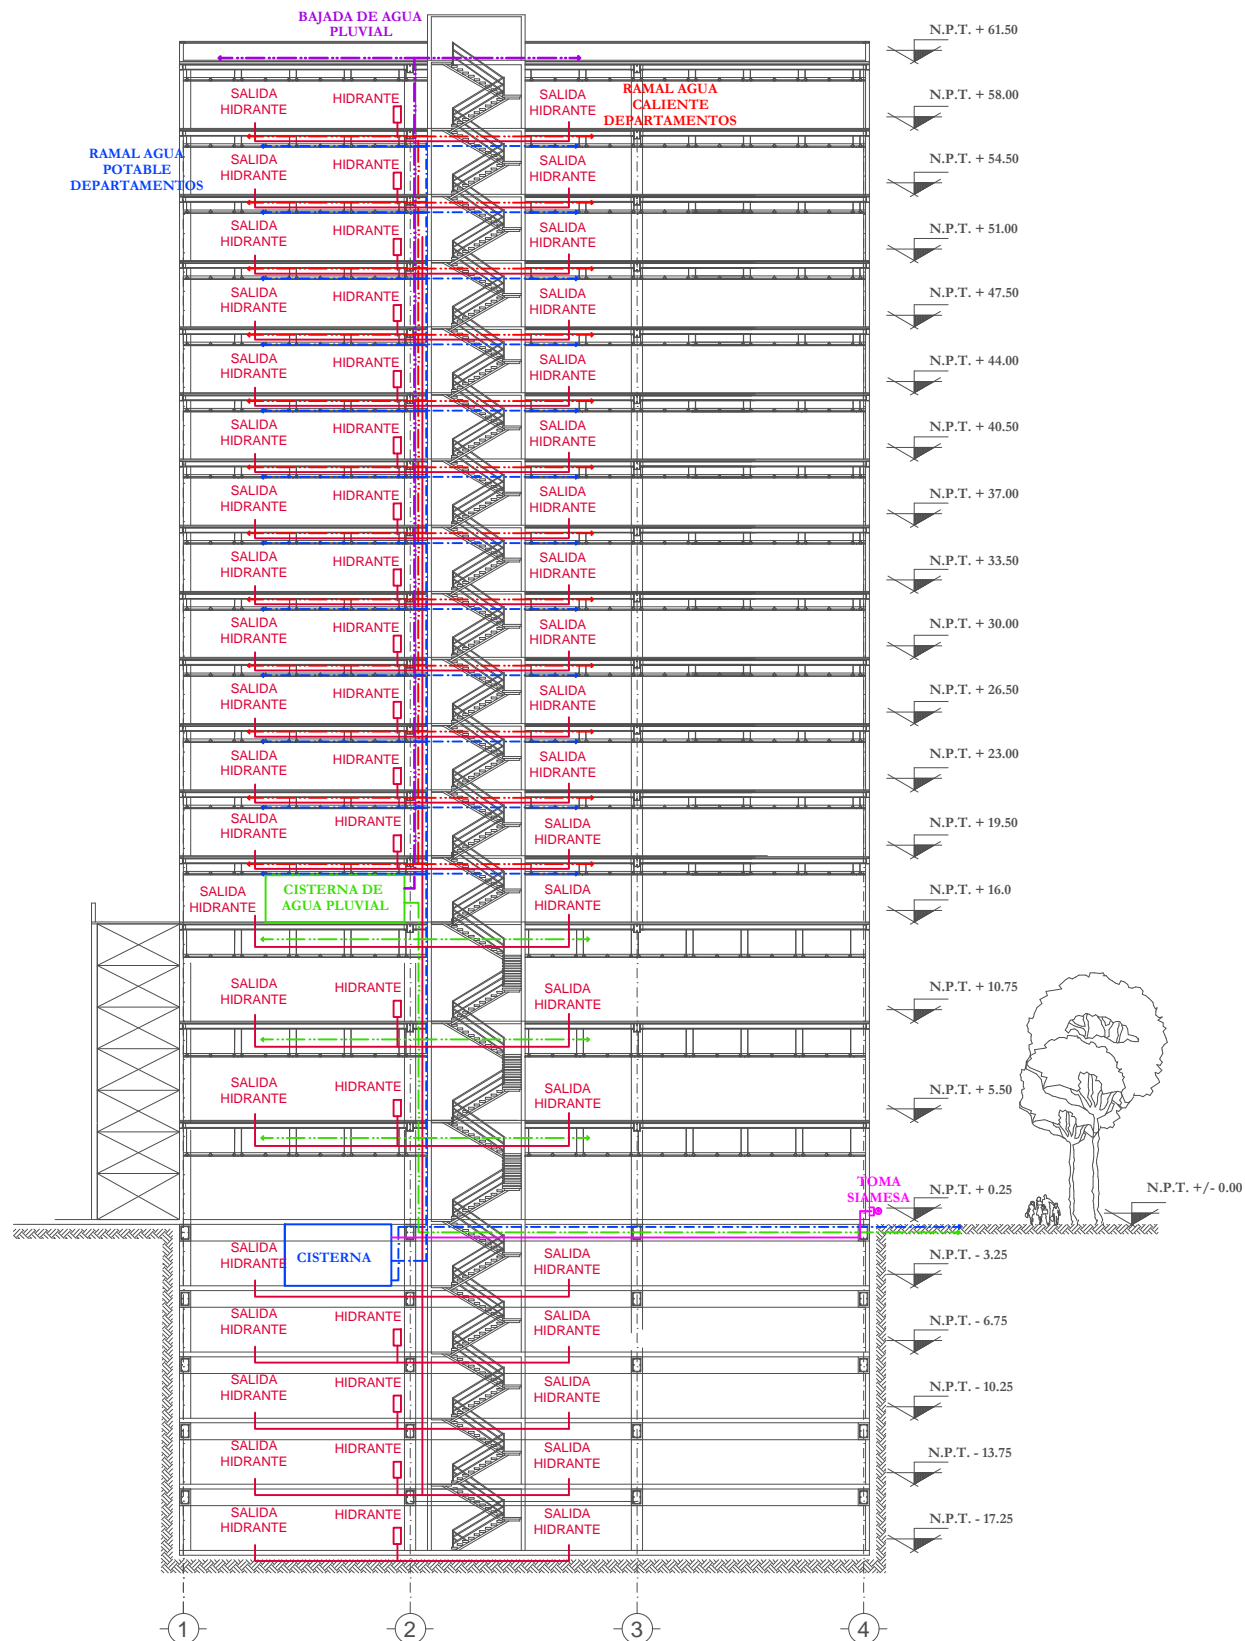 BAJADA DE AGUA
PLUVIAL
N.P.T. + 61.50
SALIDA
HIDRANTE
HIDRANTE
SALIDA
HIDRANTE
RAMAL AGUA
CALIENTE
DEPARTAMENTOS
N.P.T. + 58.00
RAMAL AGUA
POTABLE
DEPARTAMENTOS
SALIDA
HIDRANTE
HIDRANTE
SALIDA
HIDRANTE
N.P.T. + 54.50
SALIDA
HIDRANTE
HIDRANTE
SALIDA
HIDRANTE
N.P.T. + 51.00
SALIDA
HIDRANTE
HIDRANTE
SALIDA
HIDRANTE
N.P.T. + 47.50
SALIDA
HIDRANTE
HIDRANTE
SALIDA
HIDRANTE
N.P.T. + 44.00
SALIDA
HIDRANTE
HIDRANTE
SALIDA
HIDRANTE
N.P.T. + 40.50
SALIDA
HIDRANTE
HIDRANTE
SALIDA
HIDRANTE
N.P.T. + 37.00
SALIDA
HIDRANTE
HIDRANTE
SALIDA
HIDRANTE
N.P.T. + 33.50
SALIDA
HIDRANTE
HIDRANTE
SALIDA
HIDRANTE
N.P.T. + 30.00
SALIDA
HIDRANTE
HIDRANTE
SALIDA
HIDRANTE
N.P.T. + 26.50
SALIDA
HIDRANTE
HIDRANTE
SALIDA
HIDRANTE
N.P.T. + 23.00
SALIDA
HIDRANTE
HIDRANTE
SALIDA
HIDRANTE
N.P.T. + 19.50
SALIDA
HIDRANTE
CISTERNA DE
AGUA PLUVIAL
SALIDA
HIDRANTE
N.P.T. + 16.0
SALIDA
HIDRANTE
HIDRANTE
SALIDA
HIDRANTE
N.P.T. + 10.75
SALIDA
HIDRANTE
HIDRANTE
SALIDA
HIDRANTE
N.P.T. + 5.50
TOMA
SIAMESA
N.P.T. + 0.25
N.P.T. +/- 0.00
SALIDA
HIDRANTE
CISTERNA
SALIDA
HIDRANTE
N.P.T. - 3.25
SALIDA
HIDRANTE
HIDRANTE
SALIDA
HIDRANTE
N.P.T. - 6.75
SALIDA
HIDRANTE
HIDRANTE
SALIDA
HIDRANTE
N.P.T. - 10.25
SALIDA
HIDRANTE
HIDRANTE
SALIDA
HIDRANTE
N.P.T. - 13.75
SALIDA
HIDRANTE
HIDRANTE
SALIDA
HIDRANTE
N.P.T. - 17.25
1
2
3
4